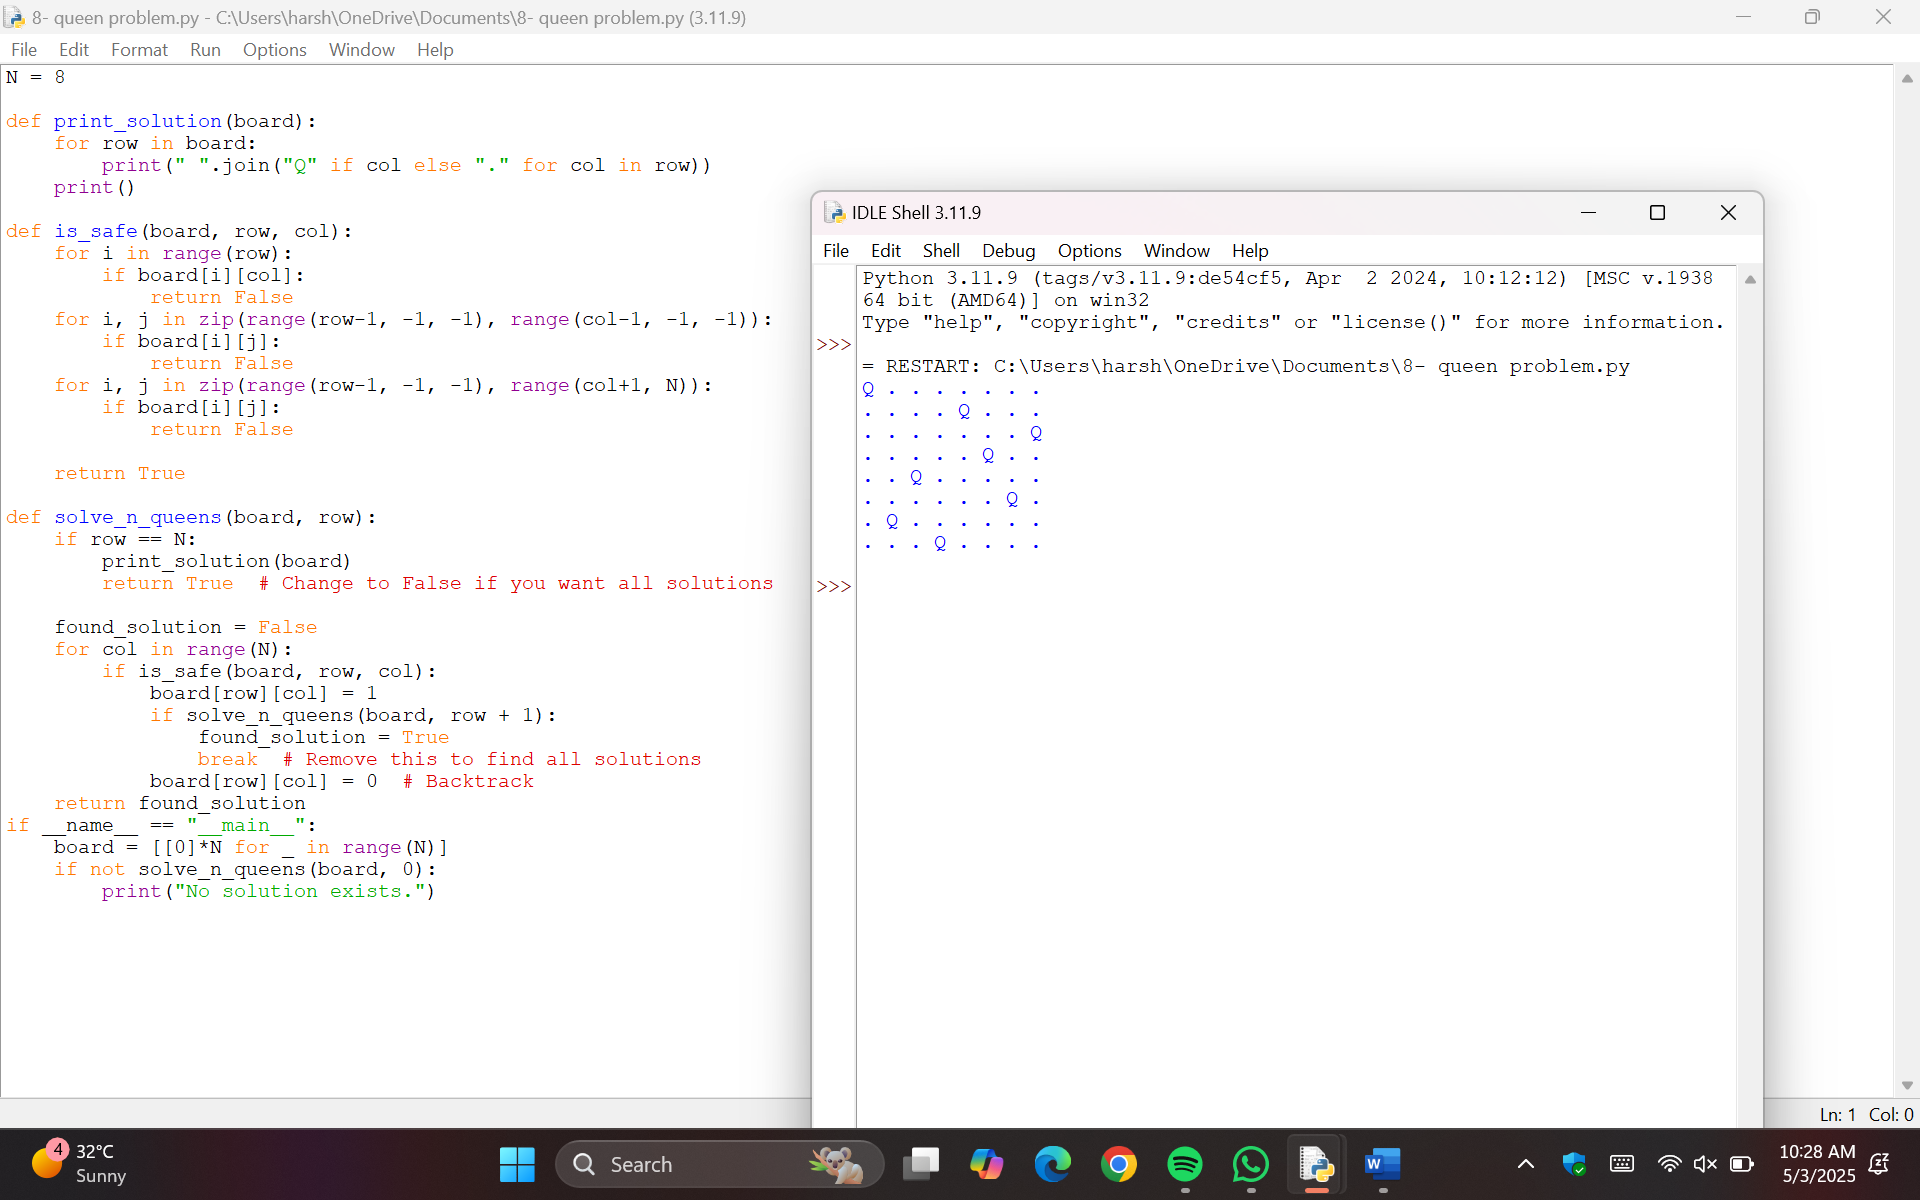 8- queen problem.py - C:\Users\harsh\OneDrive\Documents\8- queen problem.py (3.11.9)
File Edit Format Run Options Window Help
N = 8

def print_solution(board):
    for row in board:
        print(" ".join("Q" if col else "." for col in row))
    print()

def is_safe(board, row, col):
    for i in range(row):
        if board[i][col]:
            return False
    for i, j in zip(range(row-1, -1, -1), range(col-1, -1, -1)):
        if board[i][j]:
            return False
    for i, j in zip(range(row-1, -1, -1), range(col+1, N)):
        if board[i][j]:
            return False

    return True

def solve_n_queens(board, row):
    if row == N:
        print_solution(board)
        return True  # Change to False if you want all solutions

    found_solution = False
    for col in range(N):
        if is_safe(board, row, col):
            board[row][col] = 1
            if solve_n_queens(board, row + 1):
                found_solution = True
                break  # Remove this to find all solutions
            board[row][col] = 0  # Backtrack
    return found_solution
if __name__ == "__main__":
    board = [[0]*N for _ in range(N)]
    if not solve_n_queens(board, 0):
        print("No solution exists.")
IDLE Shell 3.11.9
File Edit Shell Debug Options Window Help
Python 3.11.9 (tags/v3.11.9:de54cf5, Apr  2 2024, 10:12:12) [MSC v.1938
64 bit (AMD64)] on win32
Type "help", "copyright", "credits" or "license()" for more information.
>>>
= RESTART: C:\Users\harsh\OneDrive\Documents\8- queen problem.py
Q . . . . . . .
. . . . Q . . .
. . . . . . . Q
. . . . . Q . .
. . Q . . . . .
. . . . . . Q .
. Q . . . . . .
. . . Q . . . .
>>>
Ln: 1 Col: 0
4
32°C
Sunny
Search
W
10:28 AM
5/3/2025